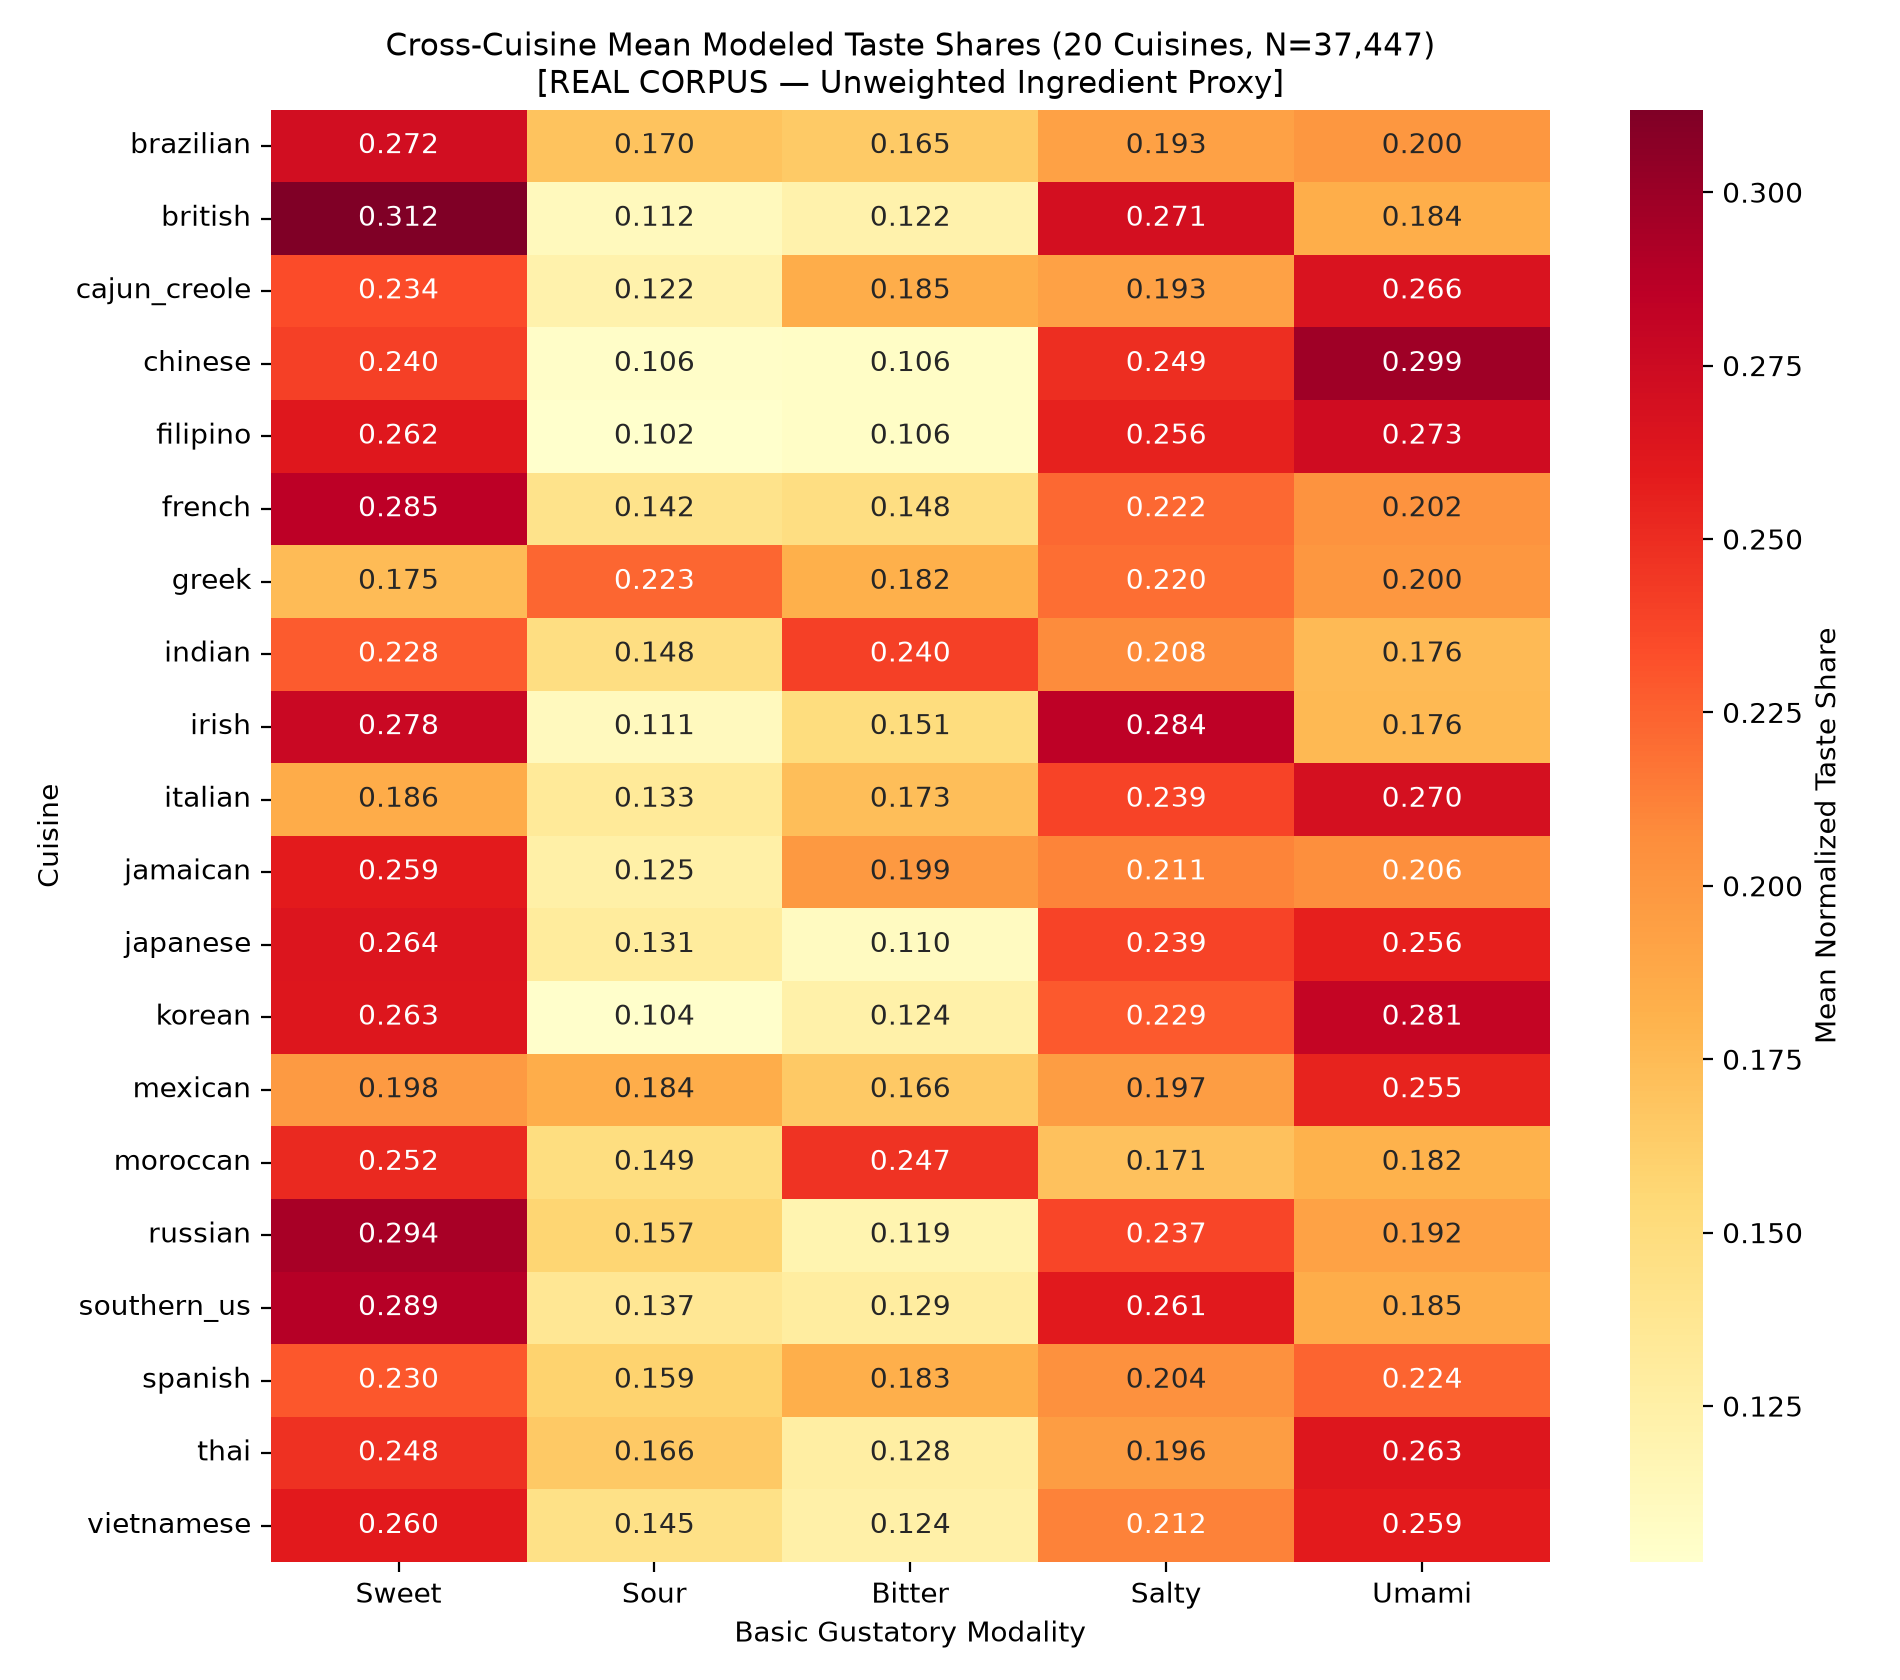 Cross-Cuisine Mean Modeled Taste Shares (20 Cuisines, N=37,447)
[REAL CORPUS — Unweighted Ingredient Proxy]
brazilian 0.272 0.170 0.165 0.193 0.200
british 0.312 0.112 0.122 0.271 0.184
cajun_creole 0.234 0.122 0.185 0.193 0.266
chinese 0.240 0.106 0.106 0.249 0.299
filipino 0.262 0.102 0.106 0.256 0.273
french 0.285 0.142 0.148 0.222 0.202
greek 0.175 0.223 0.182 0.220 0.200
indian 0.228 0.148 0.240 0.208 0.176
irish 0.278 0.111 0.151 0.284 0.176
italian 0.186 0.133 0.173 0.239 0.270
jamaican 0.259 0.125 0.199 0.211 0.206
japanese 0.264 0.131 0.110 0.239 0.256
korean 0.263 0.104 0.124 0.229 0.281
mexican 0.198 0.184 0.166 0.197 0.255
moroccan 0.252 0.149 0.247 0.171 0.182
russian 0.294 0.157 0.119 0.237 0.192
southern_us 0.289 0.137 0.129 0.261 0.185
spanish 0.230 0.159 0.183 0.204 0.224
thai 0.248 0.166 0.128 0.196 0.263
vietnamese 0.260 0.145 0.124 0.212 0.259
Sweet Sour Bitter Salty Umami
Basic Gustatory Modality
Cuisine
0.300
0.275
0.250
0.225
0.200
0.175
0.150
0.125
Mean Normalized Taste Share